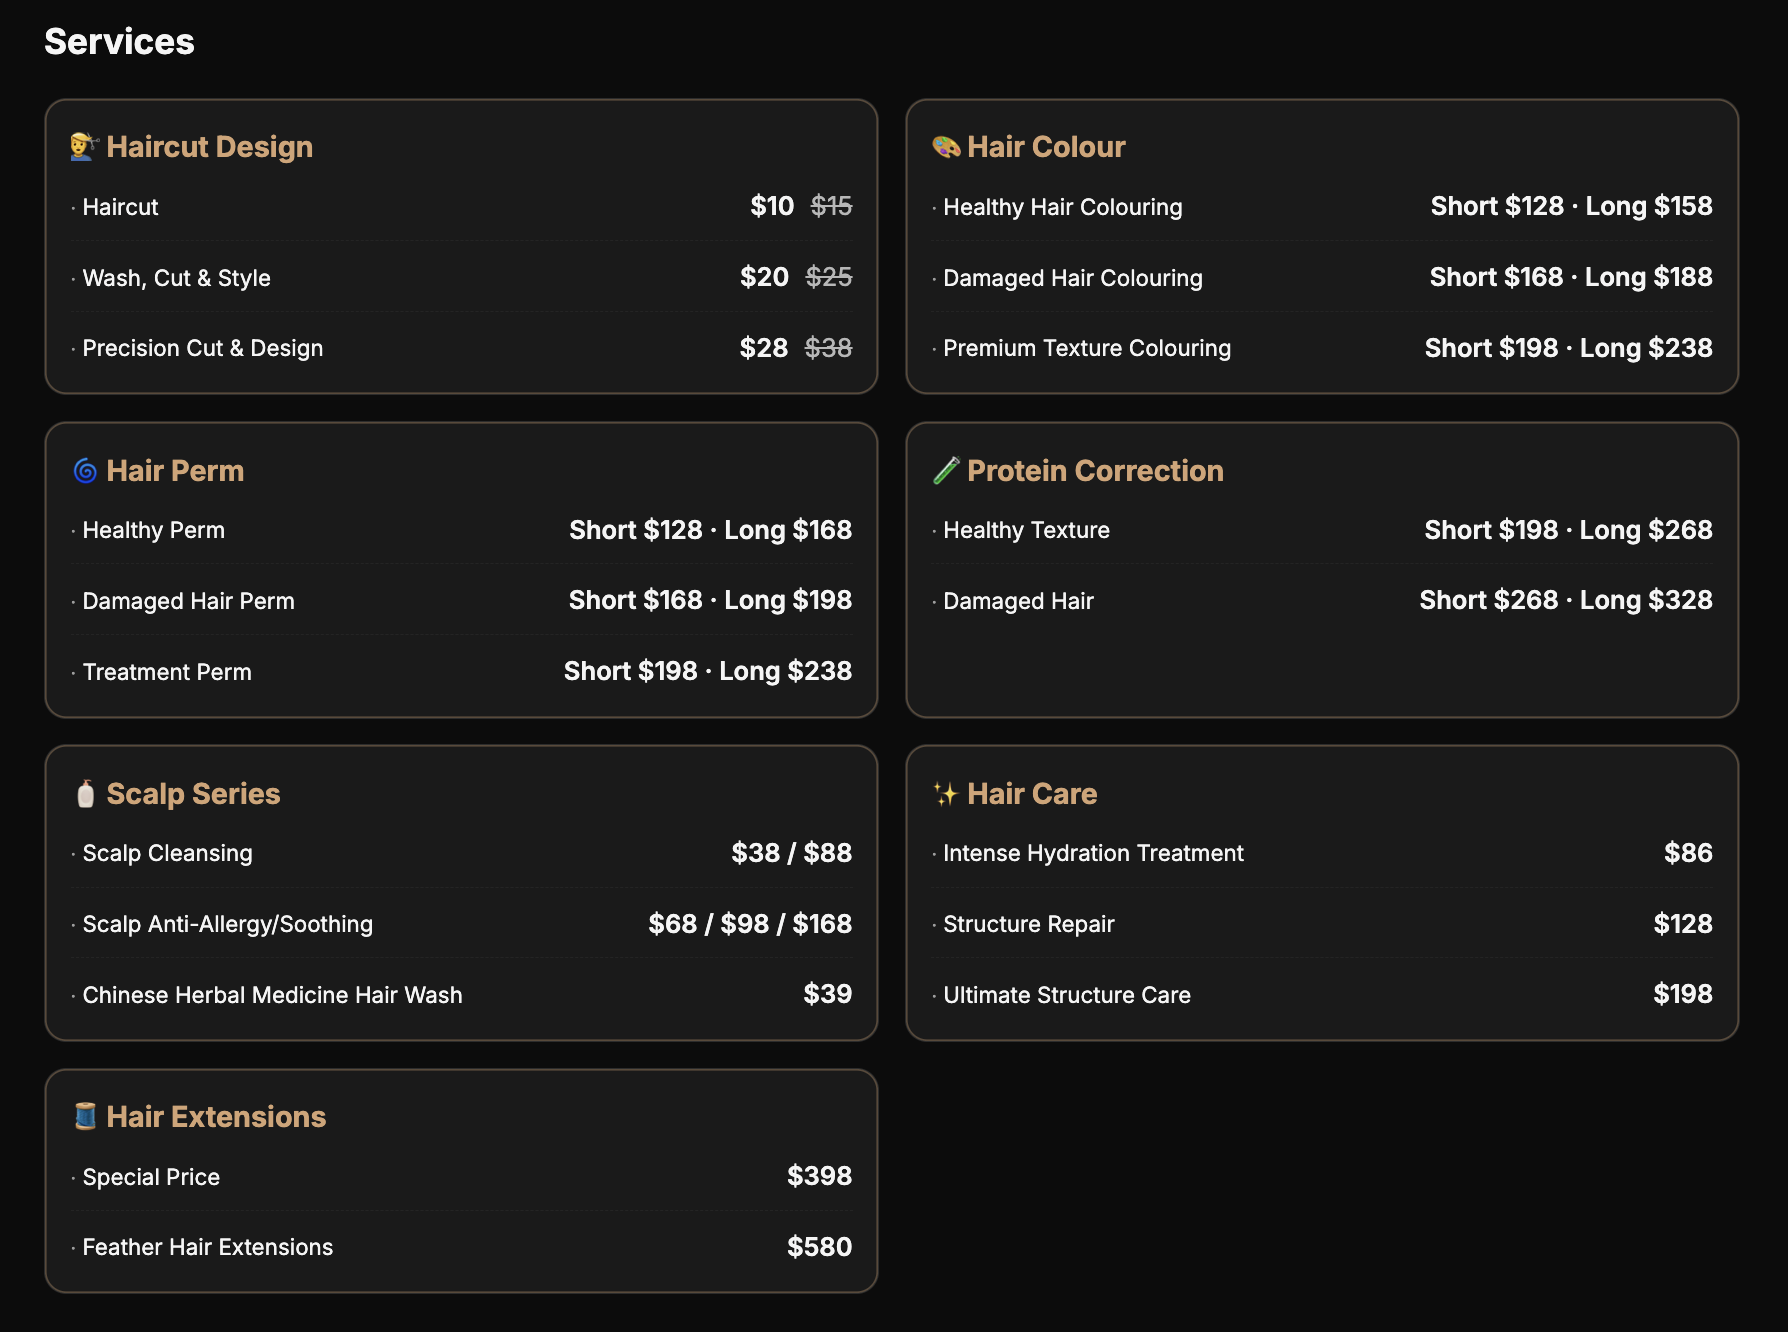 Services
Haircut Design
· Haircut $10 $15
· Wash, Cut & Style $20 $25
· Precision Cut & Design $28 $38
Hair Colour
· Healthy Hair Colouring Short $128 · Long $158
· Damaged Hair Colouring Short $168 · Long $188
· Premium Texture Colouring Short $198 · Long $238
Hair Perm
· Healthy Perm Short $128 · Long $168
· Damaged Hair Perm Short $168 · Long $198
· Treatment Perm Short $198 · Long $238
Protein Correction
· Healthy Texture Short $198 · Long $268
· Damaged Hair Short $268 · Long $328
Scalp Series
· Scalp Cleansing $38 / $88
· Scalp Anti-Allergy/Soothing $68 / $98 / $168
· Chinese Herbal Medicine Hair Wash $39
Hair Care
· Intense Hydration Treatment $86
· Structure Repair $128
· Ultimate Structure Care $198
Hair Extensions
· Special Price $398
· Feather Hair Extensions $580